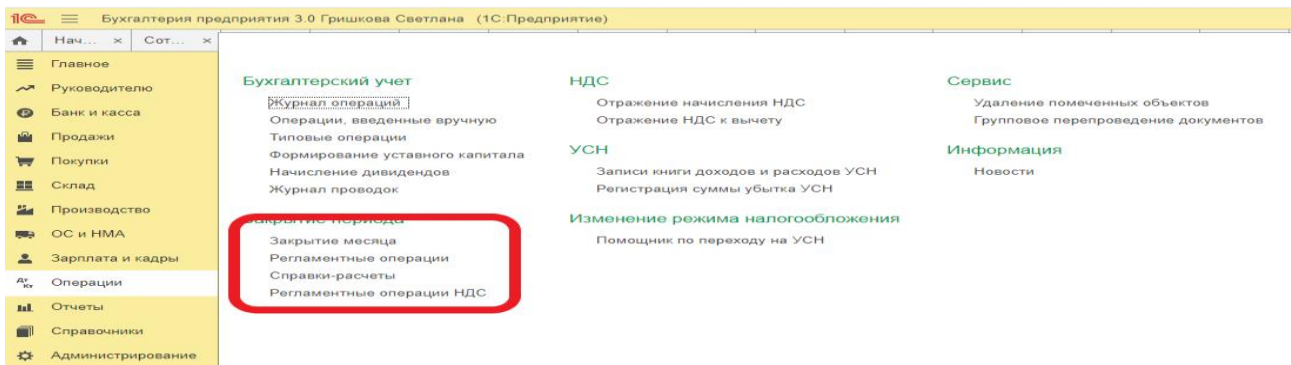 1С Бухгалтерия предприятия 3.0 Гришкова Светлана (1С:Предприятие)
Нач... × Сот... ×
Главное
Руководителю
Банк и касса
Продажи
Покупки
Склад
Производство
ОС и НМА
Зарплата и кадры
Дт Кт Операции
Отчеты
Справочники
Администрирование
Бухгалтерский учет
Журнал операций
Операции, введенные вручную
Типовые операции
Формирование уставного капитала
Начисление дивидендов
Журнал проводок
Закрытие периода
Закрытие месяца
Регламентные операции
Справки-расчеты
Регламентные операции НДС
НДС
Отражение начисления НДС
Отражение НДС к вычету
УСН
Записи книги доходов и расходов УСН
Регистрация суммы убытка УСН
Изменение режима налогообложения
Помощник по переходу на УСН
Сервис
Удаление помеченных объектов
Групповое перепроведение документов
Информация
Новости